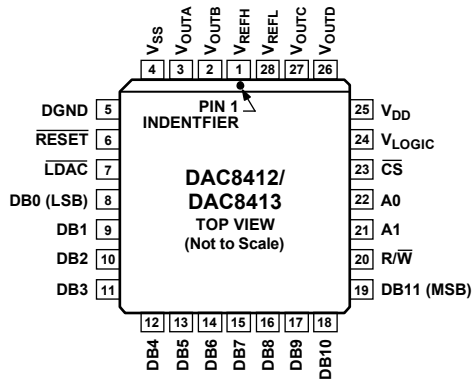 VSS
VOUTA
VOUTB
VREFH
VREFL
VOUTC
VOUTD
4 3 2 1 28 27 26
DGND 5
RESET 6
LDAC 7
DB0 (LSB) 8
DB1 9
DB2 10
DB3 11
PIN 1
INDENTFIER
DAC8412/
DAC8413
TOP VIEW
(Not to Scale)
25 VDD
24 VLOGIC
23 CS
22 A0
21 A1
20 R/W
19 DB11 (MSB)
12 13 14 15 16 17 18
DB4
DB5
DB6
DB7
DB8
DB9
DB10